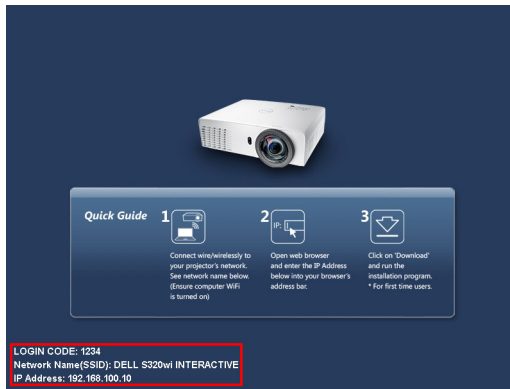 Quick Guide
1
2
IP:
3
Connect wire/wirelessly to
your projector's network.
See network name below.
(Ensure computer WiFi
is turned on)
Open web browser
and enter the IP Address
below into your browser's
address bar.
Click on 'Download'
and run the
installation program.
* For first time users.
LOGIN CODE: 1234
Network Name(SSID): DELL S320wi INTERACTIVE
IP Address: 192.168.100.10